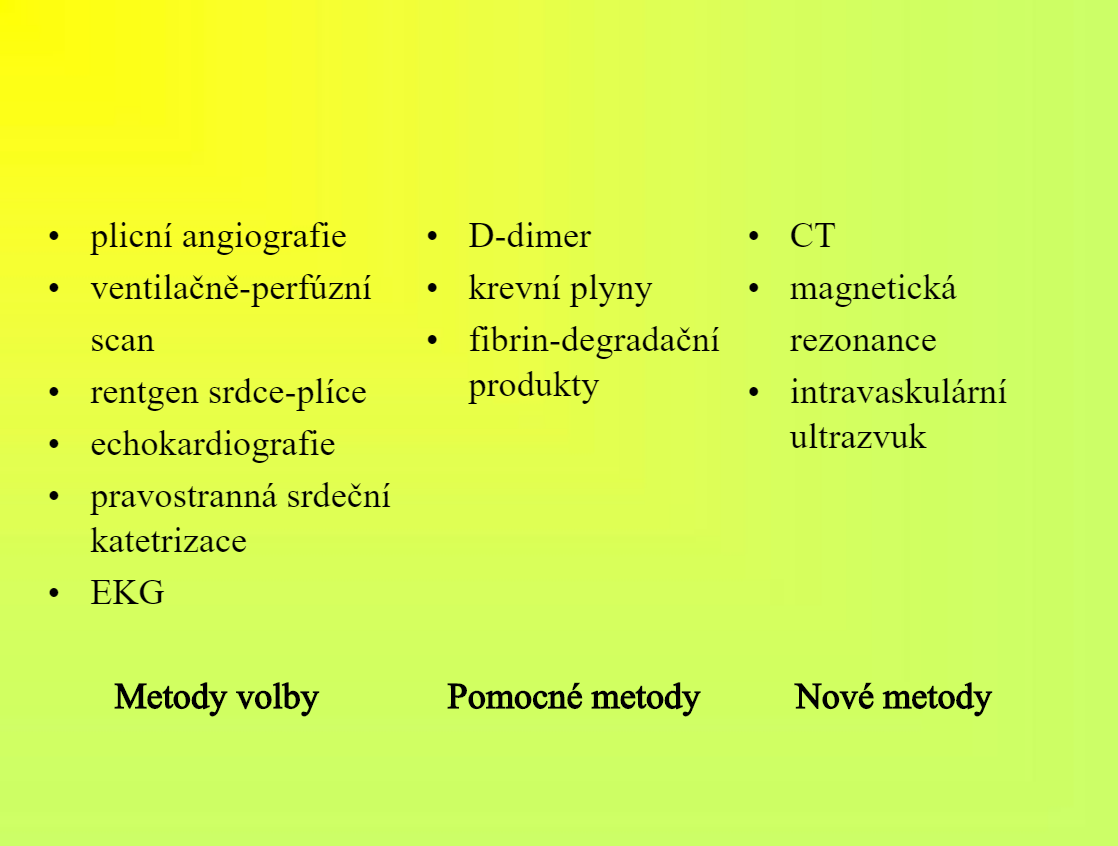 • plicní angiografie
• ventilačně-perfúzní
scan
• rentgen srdce-plíce
• echokardiografie
• pravostranná srdeční
katetrizace
• EKG
Metody volby
• D-dimer
• krevní plyny
• fibrin-degradační
produkty
Pomocné metody
• CT
• magnetická
rezonance
• intravaskulární
ultrazvuk
Nové metody